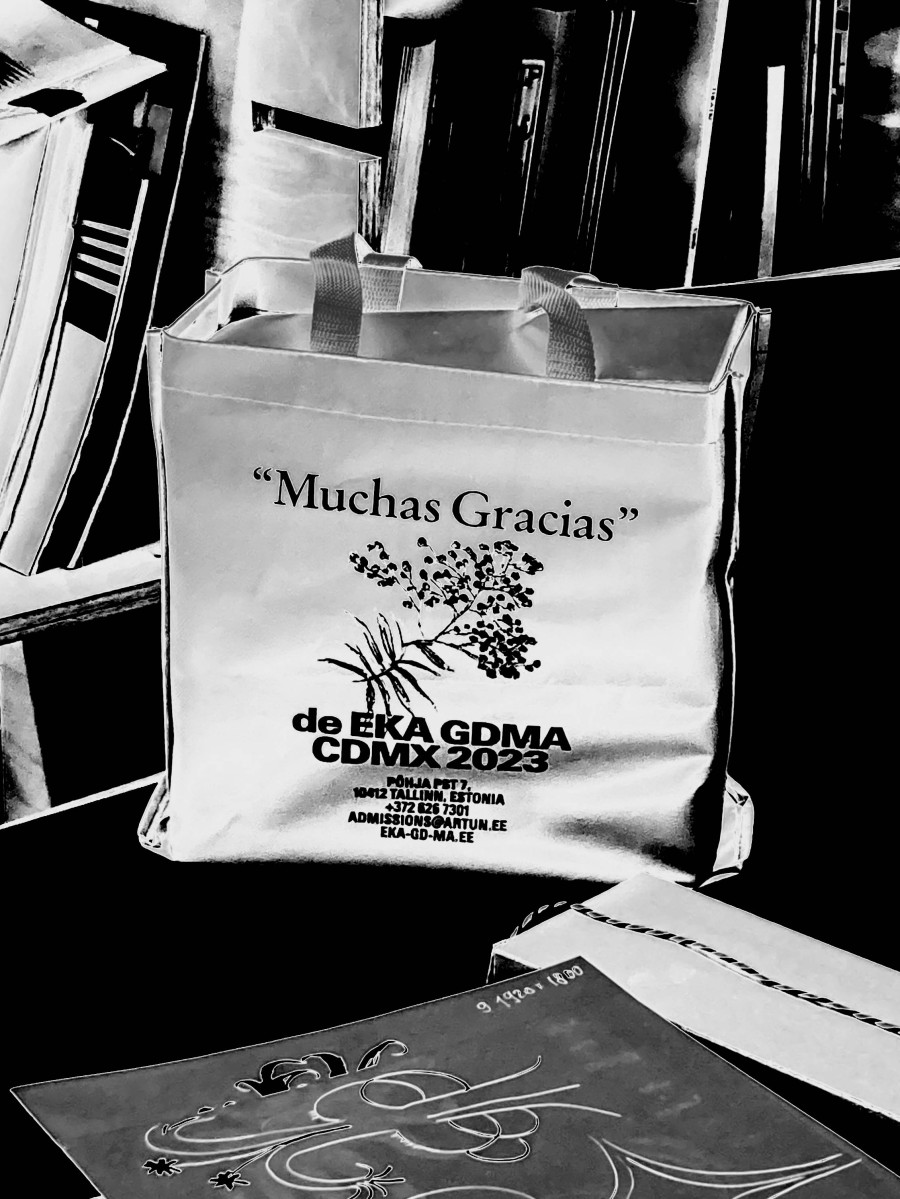 “Muchas Gracias”
de EKA GDMA
CDMX 2023
PÕHJA PST 7,
10412 TALLINN, ESTONIA
+372 626 7301
ADMISSIONS@ARTUN.EE
EKA-GD-MA.EE